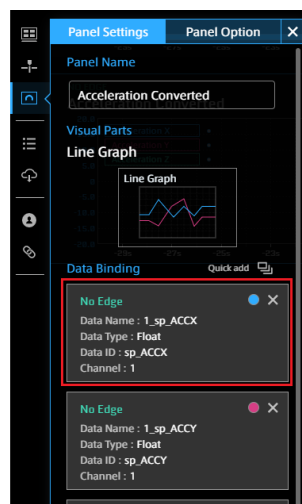 Panel Settings Panel Option
Panel Name
Acceleration Converted
Visual Parts
Line Graph
Line Graph
Data Binding Quick add
No Edge
Data Name : 1_sp_ACCX
Data Type : Float
Data ID : sp_ACCX
Channel : 1
No Edge
Data Name : 1_sp_ACCY
Data Type : Float
Data ID : sp_ACCY
Channel : 1